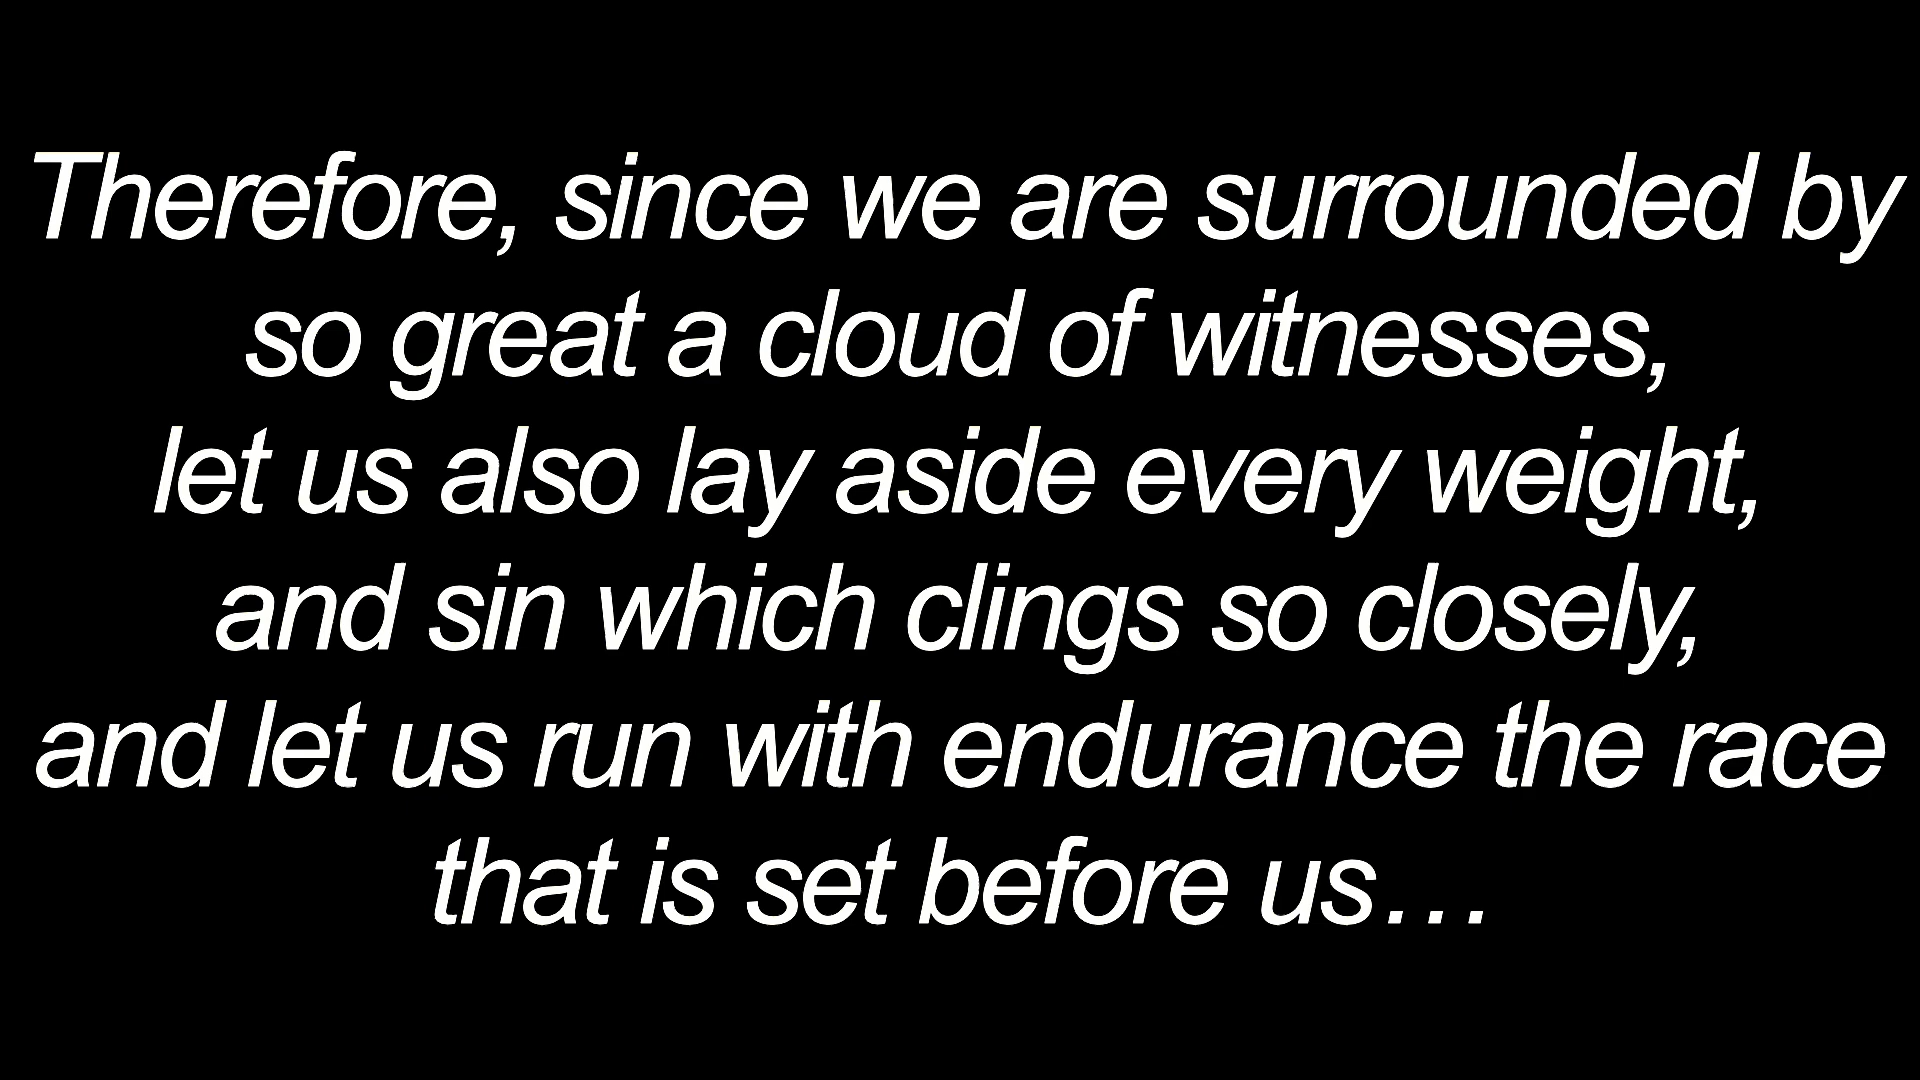 Therefore, since we are surrounded by
so great a cloud of witnesses,
let us also lay aside every weight,
and sin which clings so closely,
and let us run with endurance the race
that is set before us…